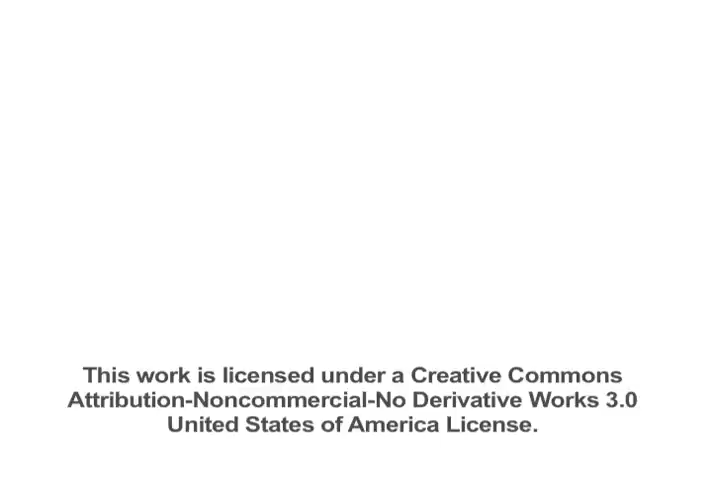 This work is licensed under a Creative Commons
Attribution-Noncommercial-No Derivative Works 3.0
United States of America License.